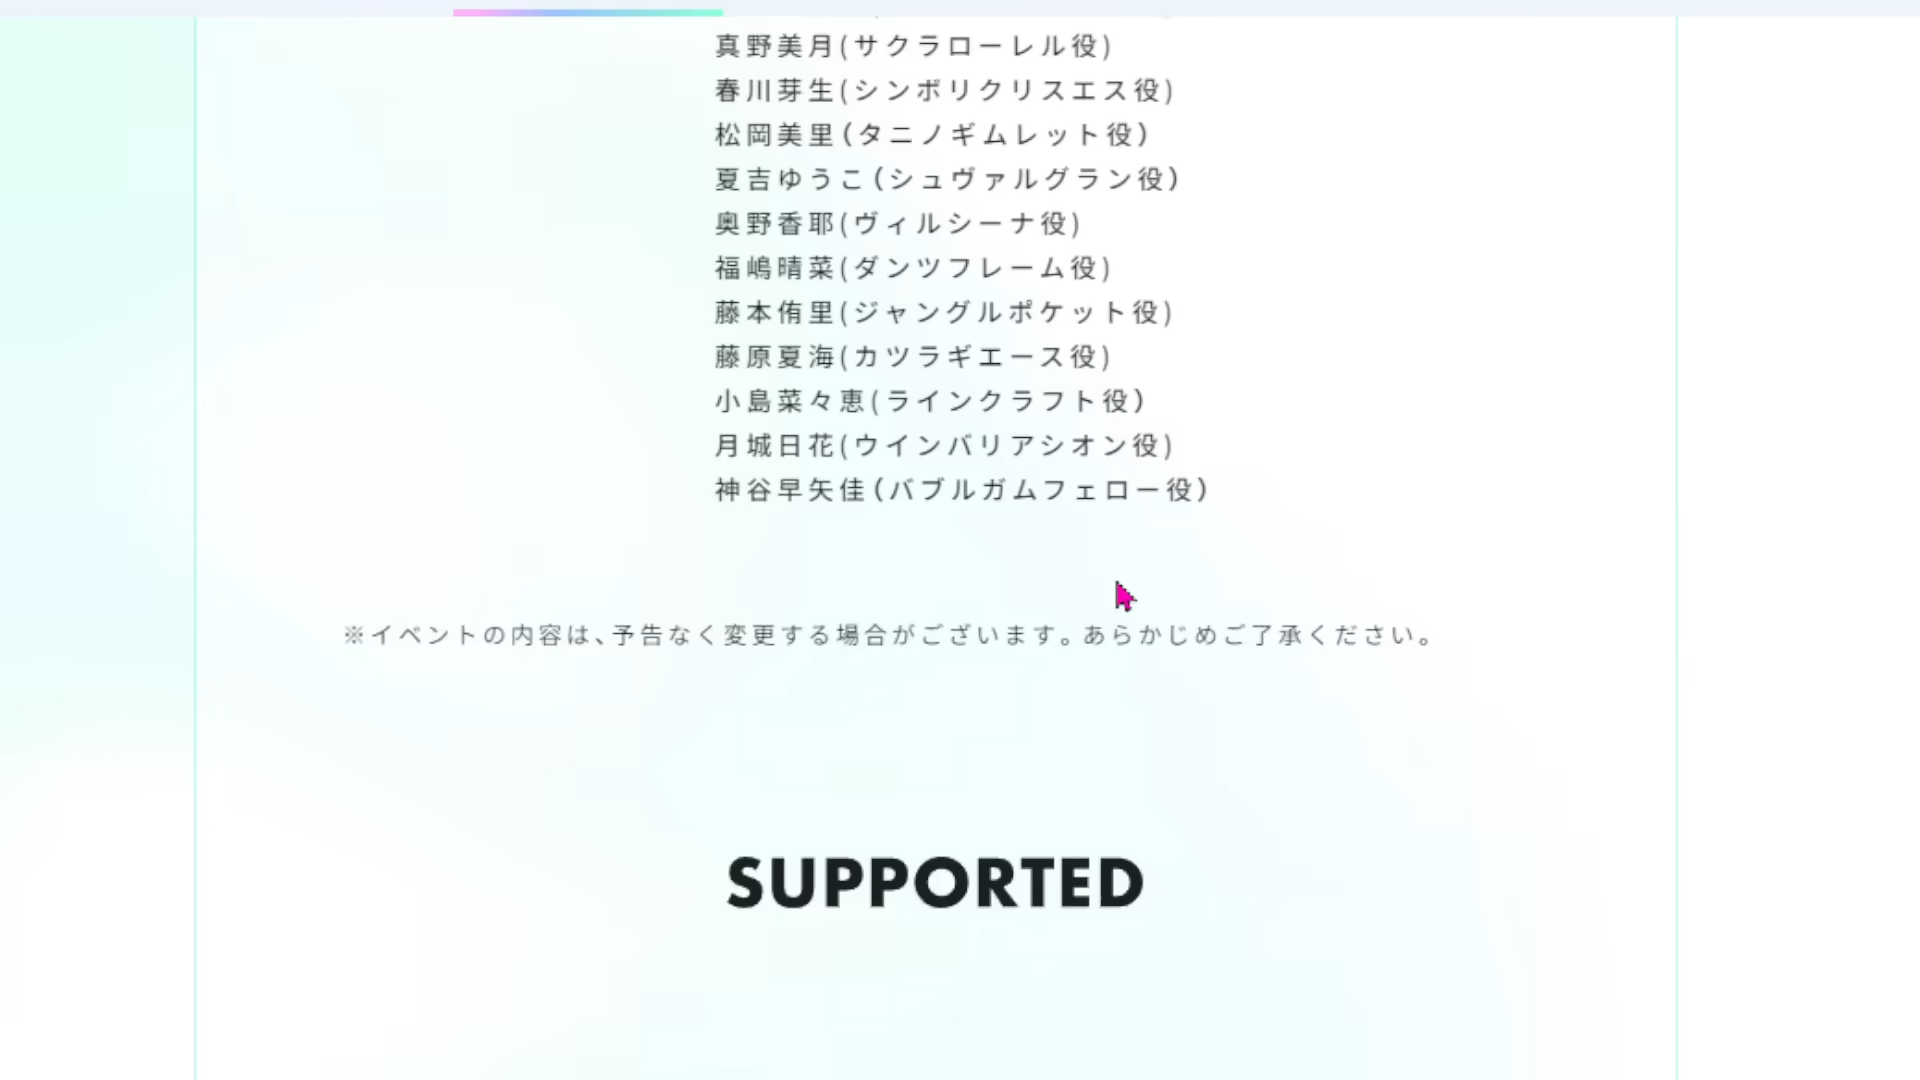 真野美月(サクラローレル役)
春川芽生(シンボリクリスエス役)
松岡美里(タニノギムレット役)
夏吉ゆうこ(シュヴァルグラン役)
奥野香耶(ヴィルシーナ役)
福嶋晴菜(ダンツフレーム役)
藤本侑里(ジャングルポケット役)
藤原夏海(カツラギエース役)
小島菜々恵(ラインクラフト役)
月城日花(ウインバリアシオン役)
神谷早矢佳(バブルガムフェロー役)
※イベントの内容は、予告なく変更する場合がございます。あらかじめご了承ください。
SUPPORTED